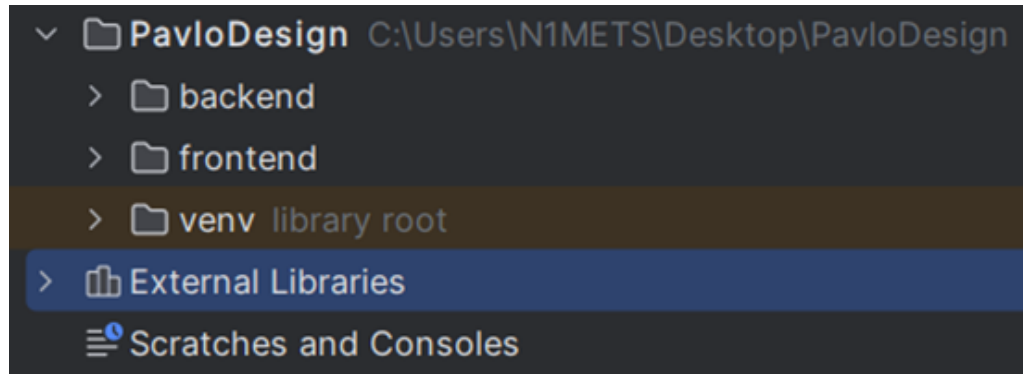 PavloDesign C:\Users\N1METS\Desktop\PavloDesign
backend
frontend
venv library root
External Libraries
Scratches and Consoles